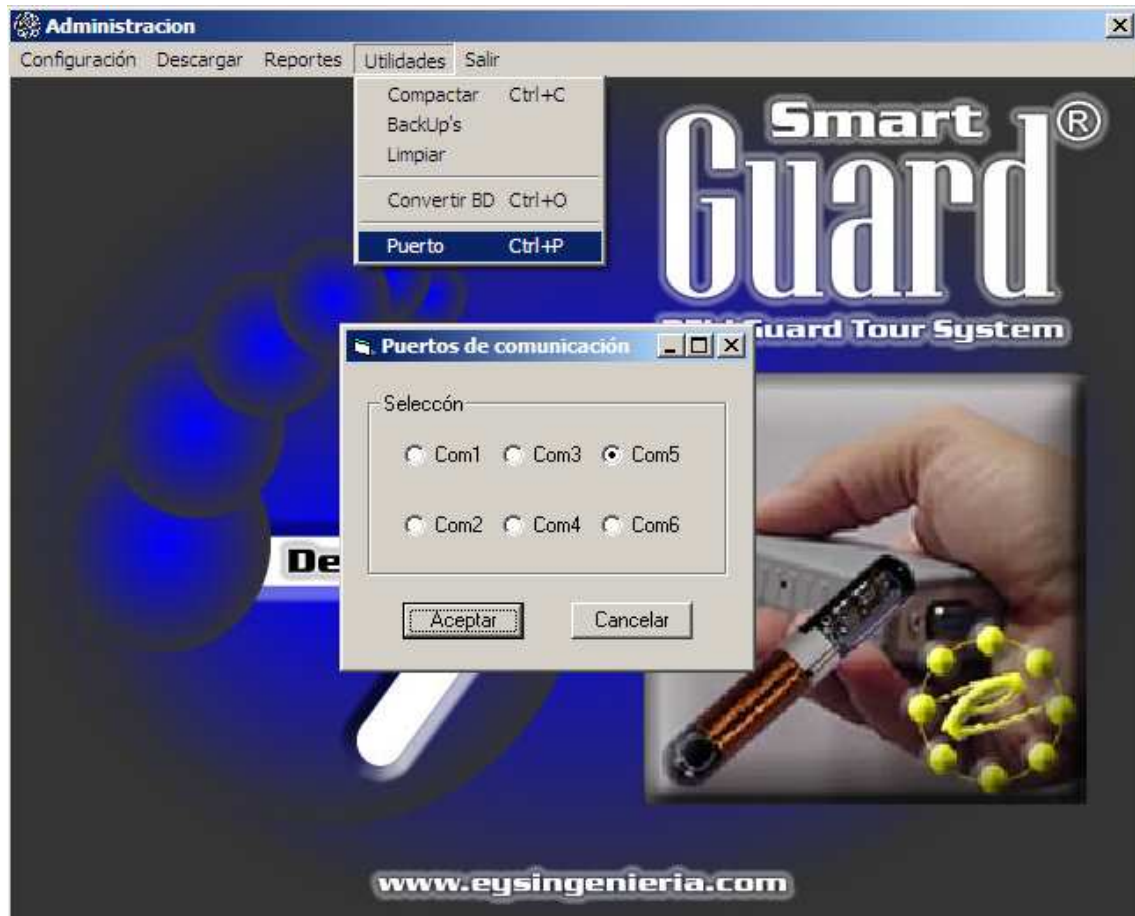 Administracion
Configuración Descargar Reportes Utilidades Salir
Compactar Ctrl+C
BackUp's
Limpiar
Convertir BD Ctrl+O
Puerto Ctrl+P
Smart
Guard®
Guard Tour System
Puertos de comunicación
Seleccón
Com1 Com3 Com5
Com2 Com4 Com6
De
Aceptar Cancelar
www.eysingenieria.com